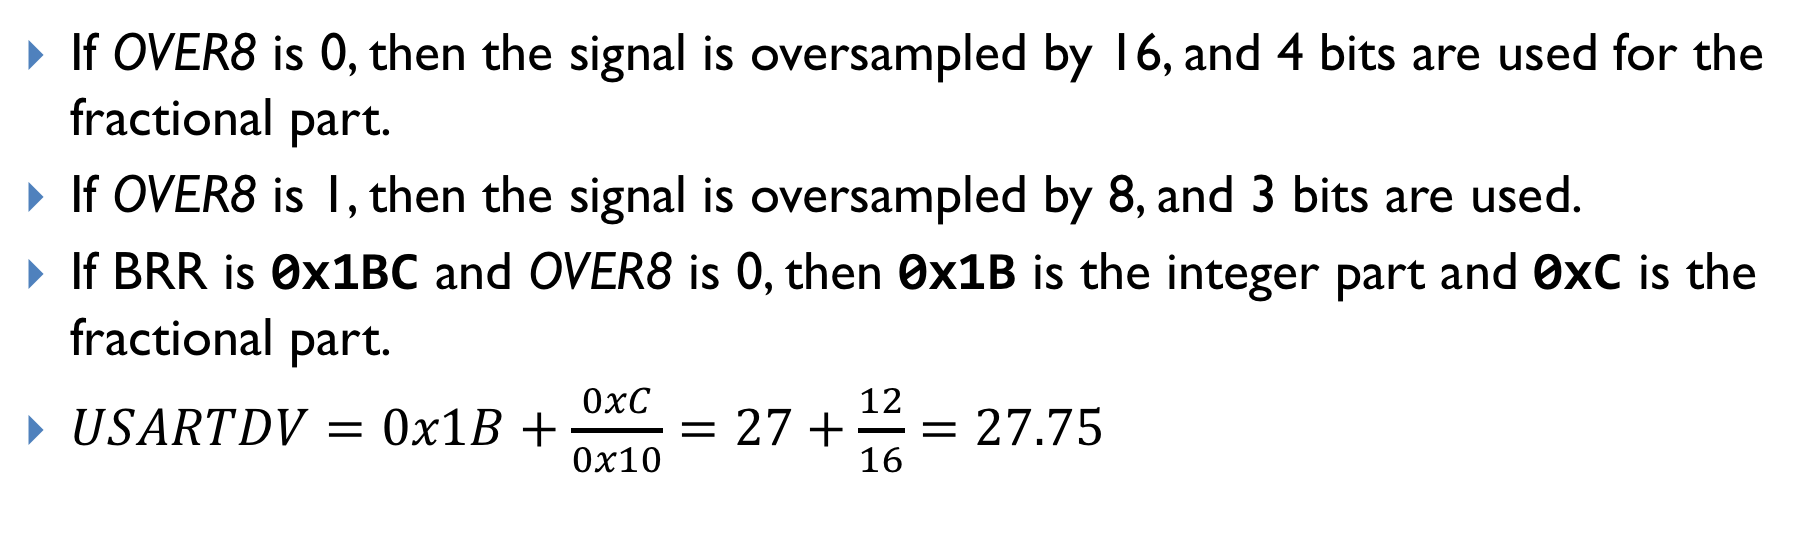 If OVER8 is 0, then the signal is oversampled by 16, and 4 bits are used for the
fractional part.
If OVER8 is 1, then the signal is oversampled by 8, and 3 bits are used.
If BRR is 0x1BC and OVER8 is 0, then 0x1B is the integer part and 0xC is the
fractional part.
USARTDV = 0x1B + 0xC/0x10 = 27 + 12/16 = 27.75